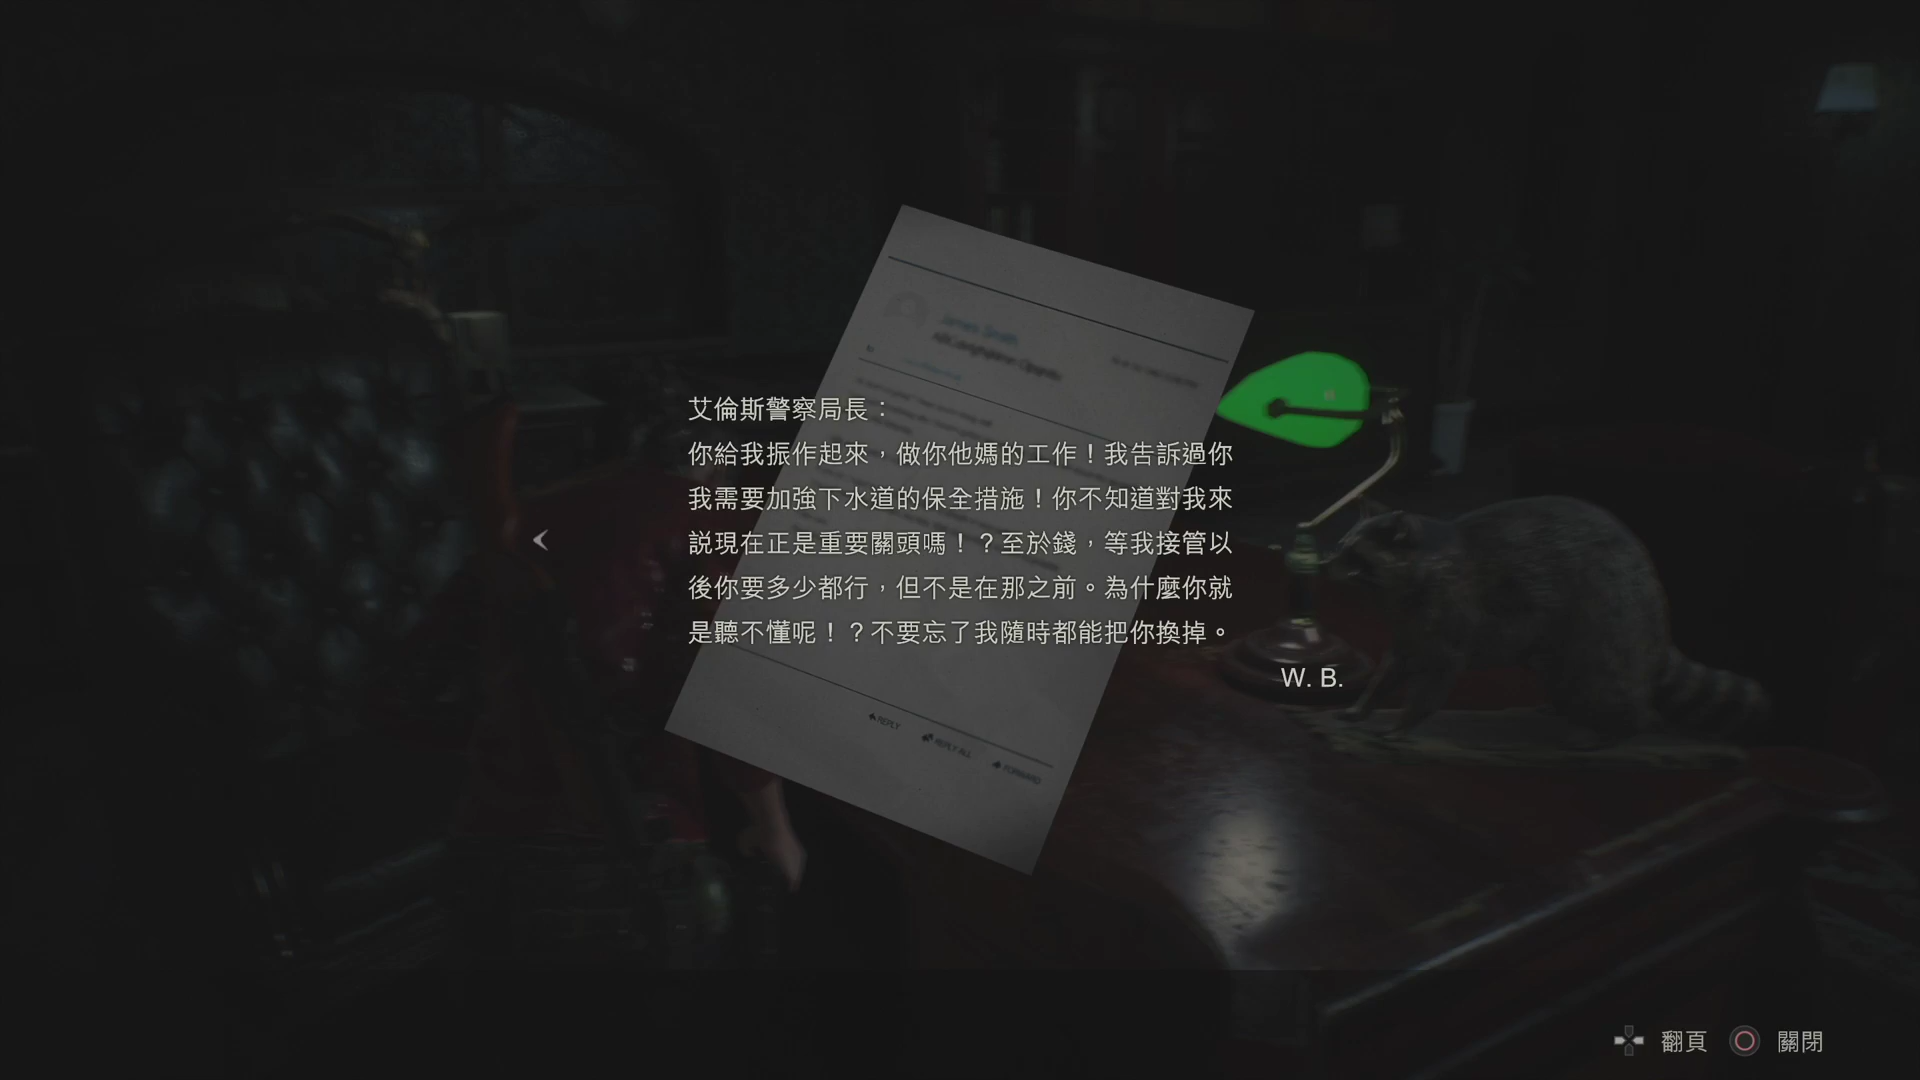 艾倫斯警察局長：
你給我振作起來，做你他媽的工作！我告訴過你
我需要加強下水道的保全措施！你不知道對我來
說現在正是重要關頭嗎！？至於錢，等我接管以
後你要多少都行，但不是在那之前。為什麼你就
是聽不懂呢！？不要忘了我隨時都能把你換掉。
W. B.
REPLY
REPLY ALL
FORWARD
翻頁
關閉